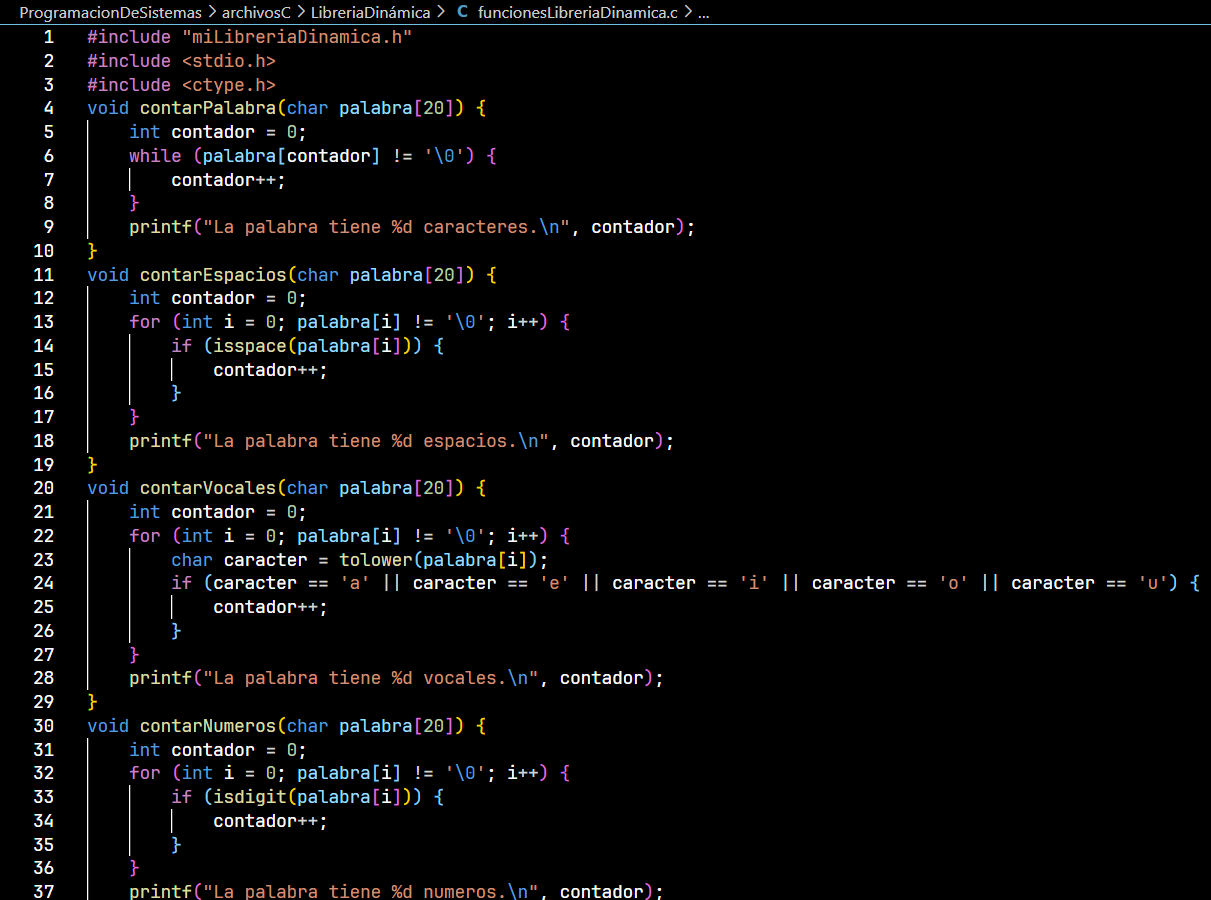 ProgramacionDeSistemas > archivosC > LibreriaDinámica > C funcionesLibreriaDinamica.c > ...
1 #include "miLibreriaDinamica.h"
2 #include <stdio.h>
3 #include <ctype.h>
4 void contarPalabra(char palabra[20]) {
5     int contador = 0;
6     while (palabra[contador] != '\0') {
7         contador++;
8     }
9     printf("La palabra tiene %d caracteres.\n", contador);
10 }
11 void contarEspacios(char palabra[20]) {
12     int contador = 0;
13     for (int i = 0; palabra[i] != '\0'; i++) {
14         if (isspace(palabra[i])) {
15             contador++;
16         }
17     }
18     printf("La palabra tiene %d espacios.\n", contador);
19 }
20 void contarVocales(char palabra[20]) {
21     int contador = 0;
22     for (int i = 0; palabra[i] != '\0'; i++) {
23         char caracter = tolower(palabra[i]);
24         if (caracter == 'a' || caracter == 'e' || caracter == 'i' || caracter == 'o' || caracter == 'u') {
25             contador++;
26         }
27     }
28     printf("La palabra tiene %d vocales.\n", contador);
29 }
30 void contarNumeros(char palabra[20]) {
31     int contador = 0;
32     for (int i = 0; palabra[i] != '\0'; i++) {
33         if (isdigit(palabra[i])) {
34             contador++;
35         }
36     }
37     printf("La palabra tiene %d numeros.\n", contador);